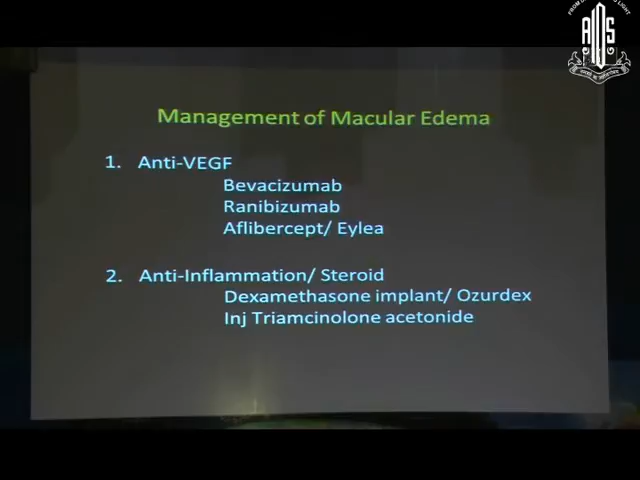 Management of Macular Edema
1. Anti-VEGF
Bevacizumab
Ranibizumab
Aflibercept/ Eylea
2. Anti-Inflammation/ Steroid
Dexamethasone implant/ Ozurdex
Inj Triamcinolone acetonide